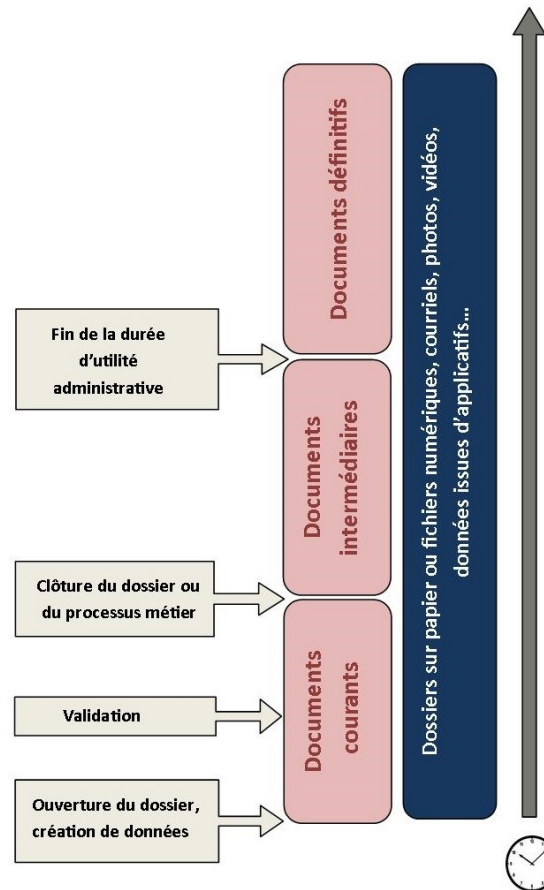 Fin de la durée
d'utilité
administrative
Clôture du dossier ou
du processus métier
Validation
Ouverture du dossier,
création de données
Documents définitifs
Documents
intermédiaires
Documents
courants
Dossiers sur papier ou fichiers numériques, courriels, photos, vidéos,
données issues d'applicatifs...